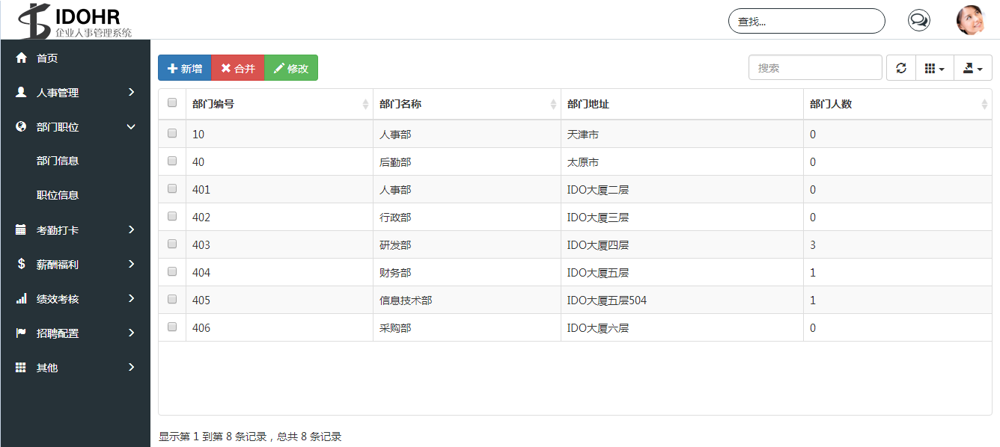 IDOHR
企业人事管理系统
查找...
首页
人事管理
部门职位
部门信息
职位信息
考勤打卡
薪酬福利
绩效考核
招聘配置
其他
新增 合并 修改
搜索
部门编号 部门名称 部门地址 部门人数
10 人事部 天津市 0
40 后勤部 太原市 0
401 人事部 IDO大厦二层 0
402 行政部 IDO大厦三层 0
403 研发部 IDO大厦四层 3
404 财务部 IDO大厦五层 1
405 信息技术部 IDO大厦五层504 1
406 采购部 IDO大厦六层 0
显示第 1 到第 8 条记录，总共 8 条记录